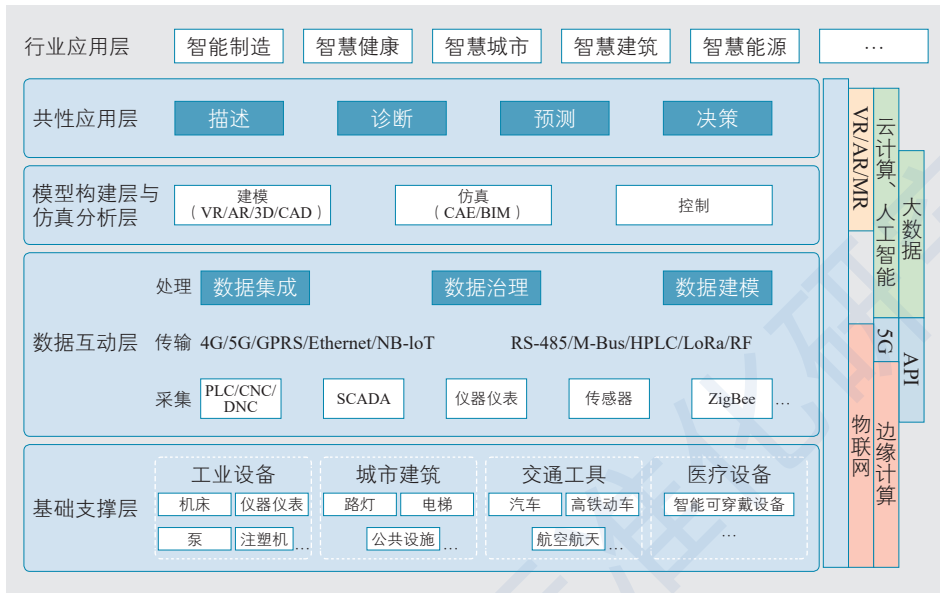 行业应用层
智能制造
智慧健康
智慧城市
智慧建筑
智慧能源
…
共性应用层
描述
诊断
预测
决策
模型构建层与
仿真分析层
建模
（VR/AR/3D/CAD）
仿真
（CAE/BIM）
控制
数据互动层
处理
数据集成
数据治理
数据建模
传输
4G/5G/GPRS/Ethernet/NB-IoT
RS-485/M-Bus/HPLC/LoRa/RF
采集
PLC/CNC/
DNC
SCADA
仪器仪表
传感器
ZigBee
…
基础支撑层
工业设备
机床
仪器仪表
泵
注塑机
…
城市建筑
路灯
电梯
公共设施
…
交通工具
汽车
高铁动车
航空航天
…
医疗设备
智能可穿戴设备
…
VR/AR/MR
物联网
云计算、人工智能
5G
边缘计算
大数据
API
标准化研